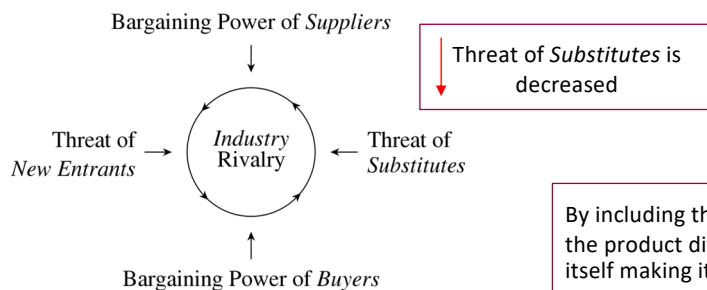 Bargaining Power of Suppliers
Threat of Substitutes is
decreased
Threat of
New Entrants
Industry
Rivalry
Threat of
Substitutes
By including th
the product di
itself making it
Bargaining Power of Buyers